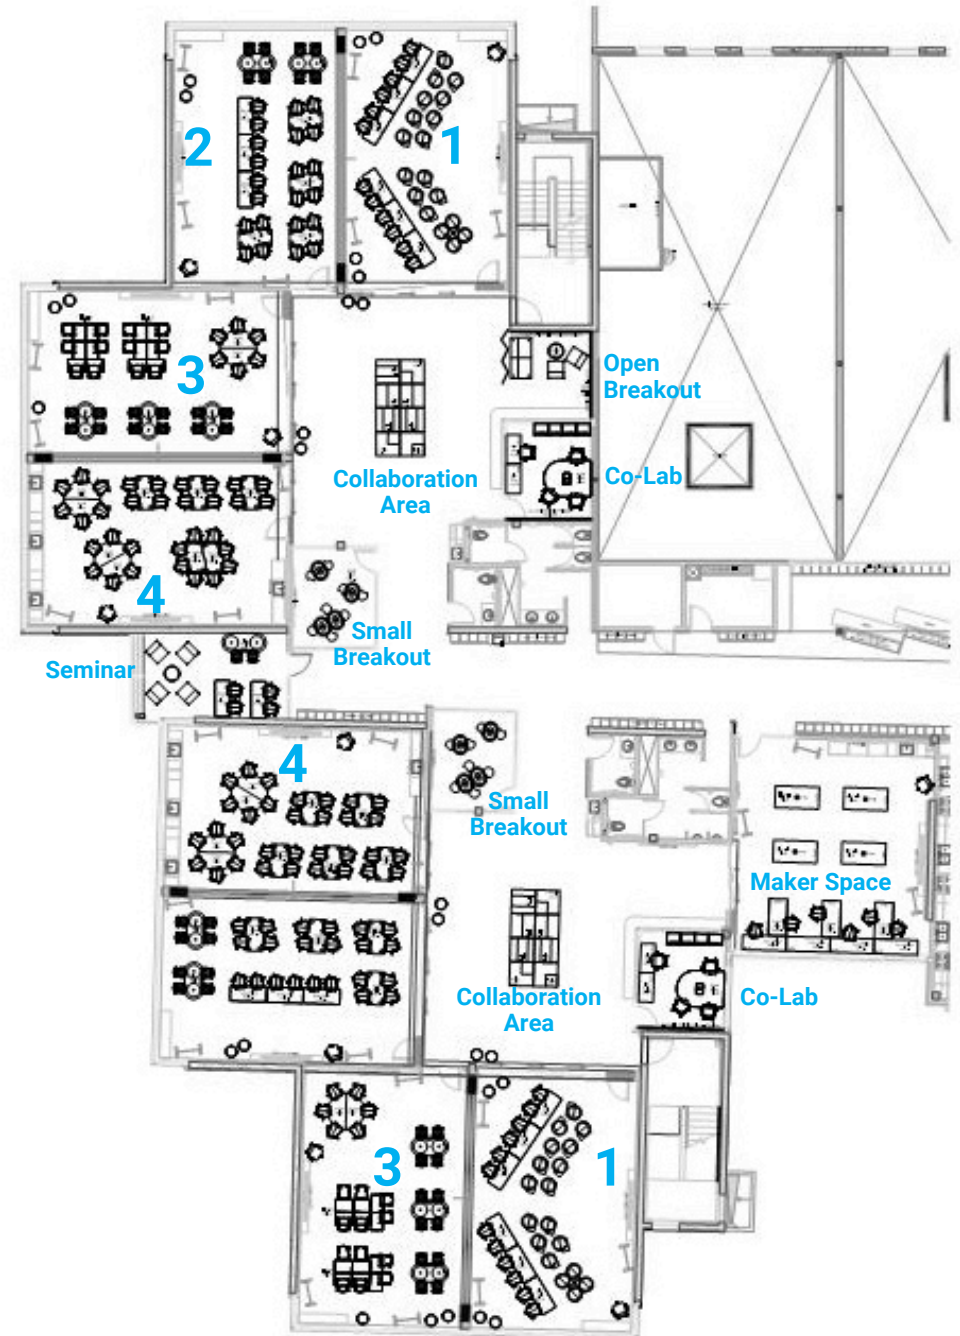 2
1
3
Open
Breakout
Collaboration
Area
Co-Lab
4
Small
Breakout
Seminar
4
Small
Breakout
Maker Space
Collaboration
Area
Co-Lab
3
1